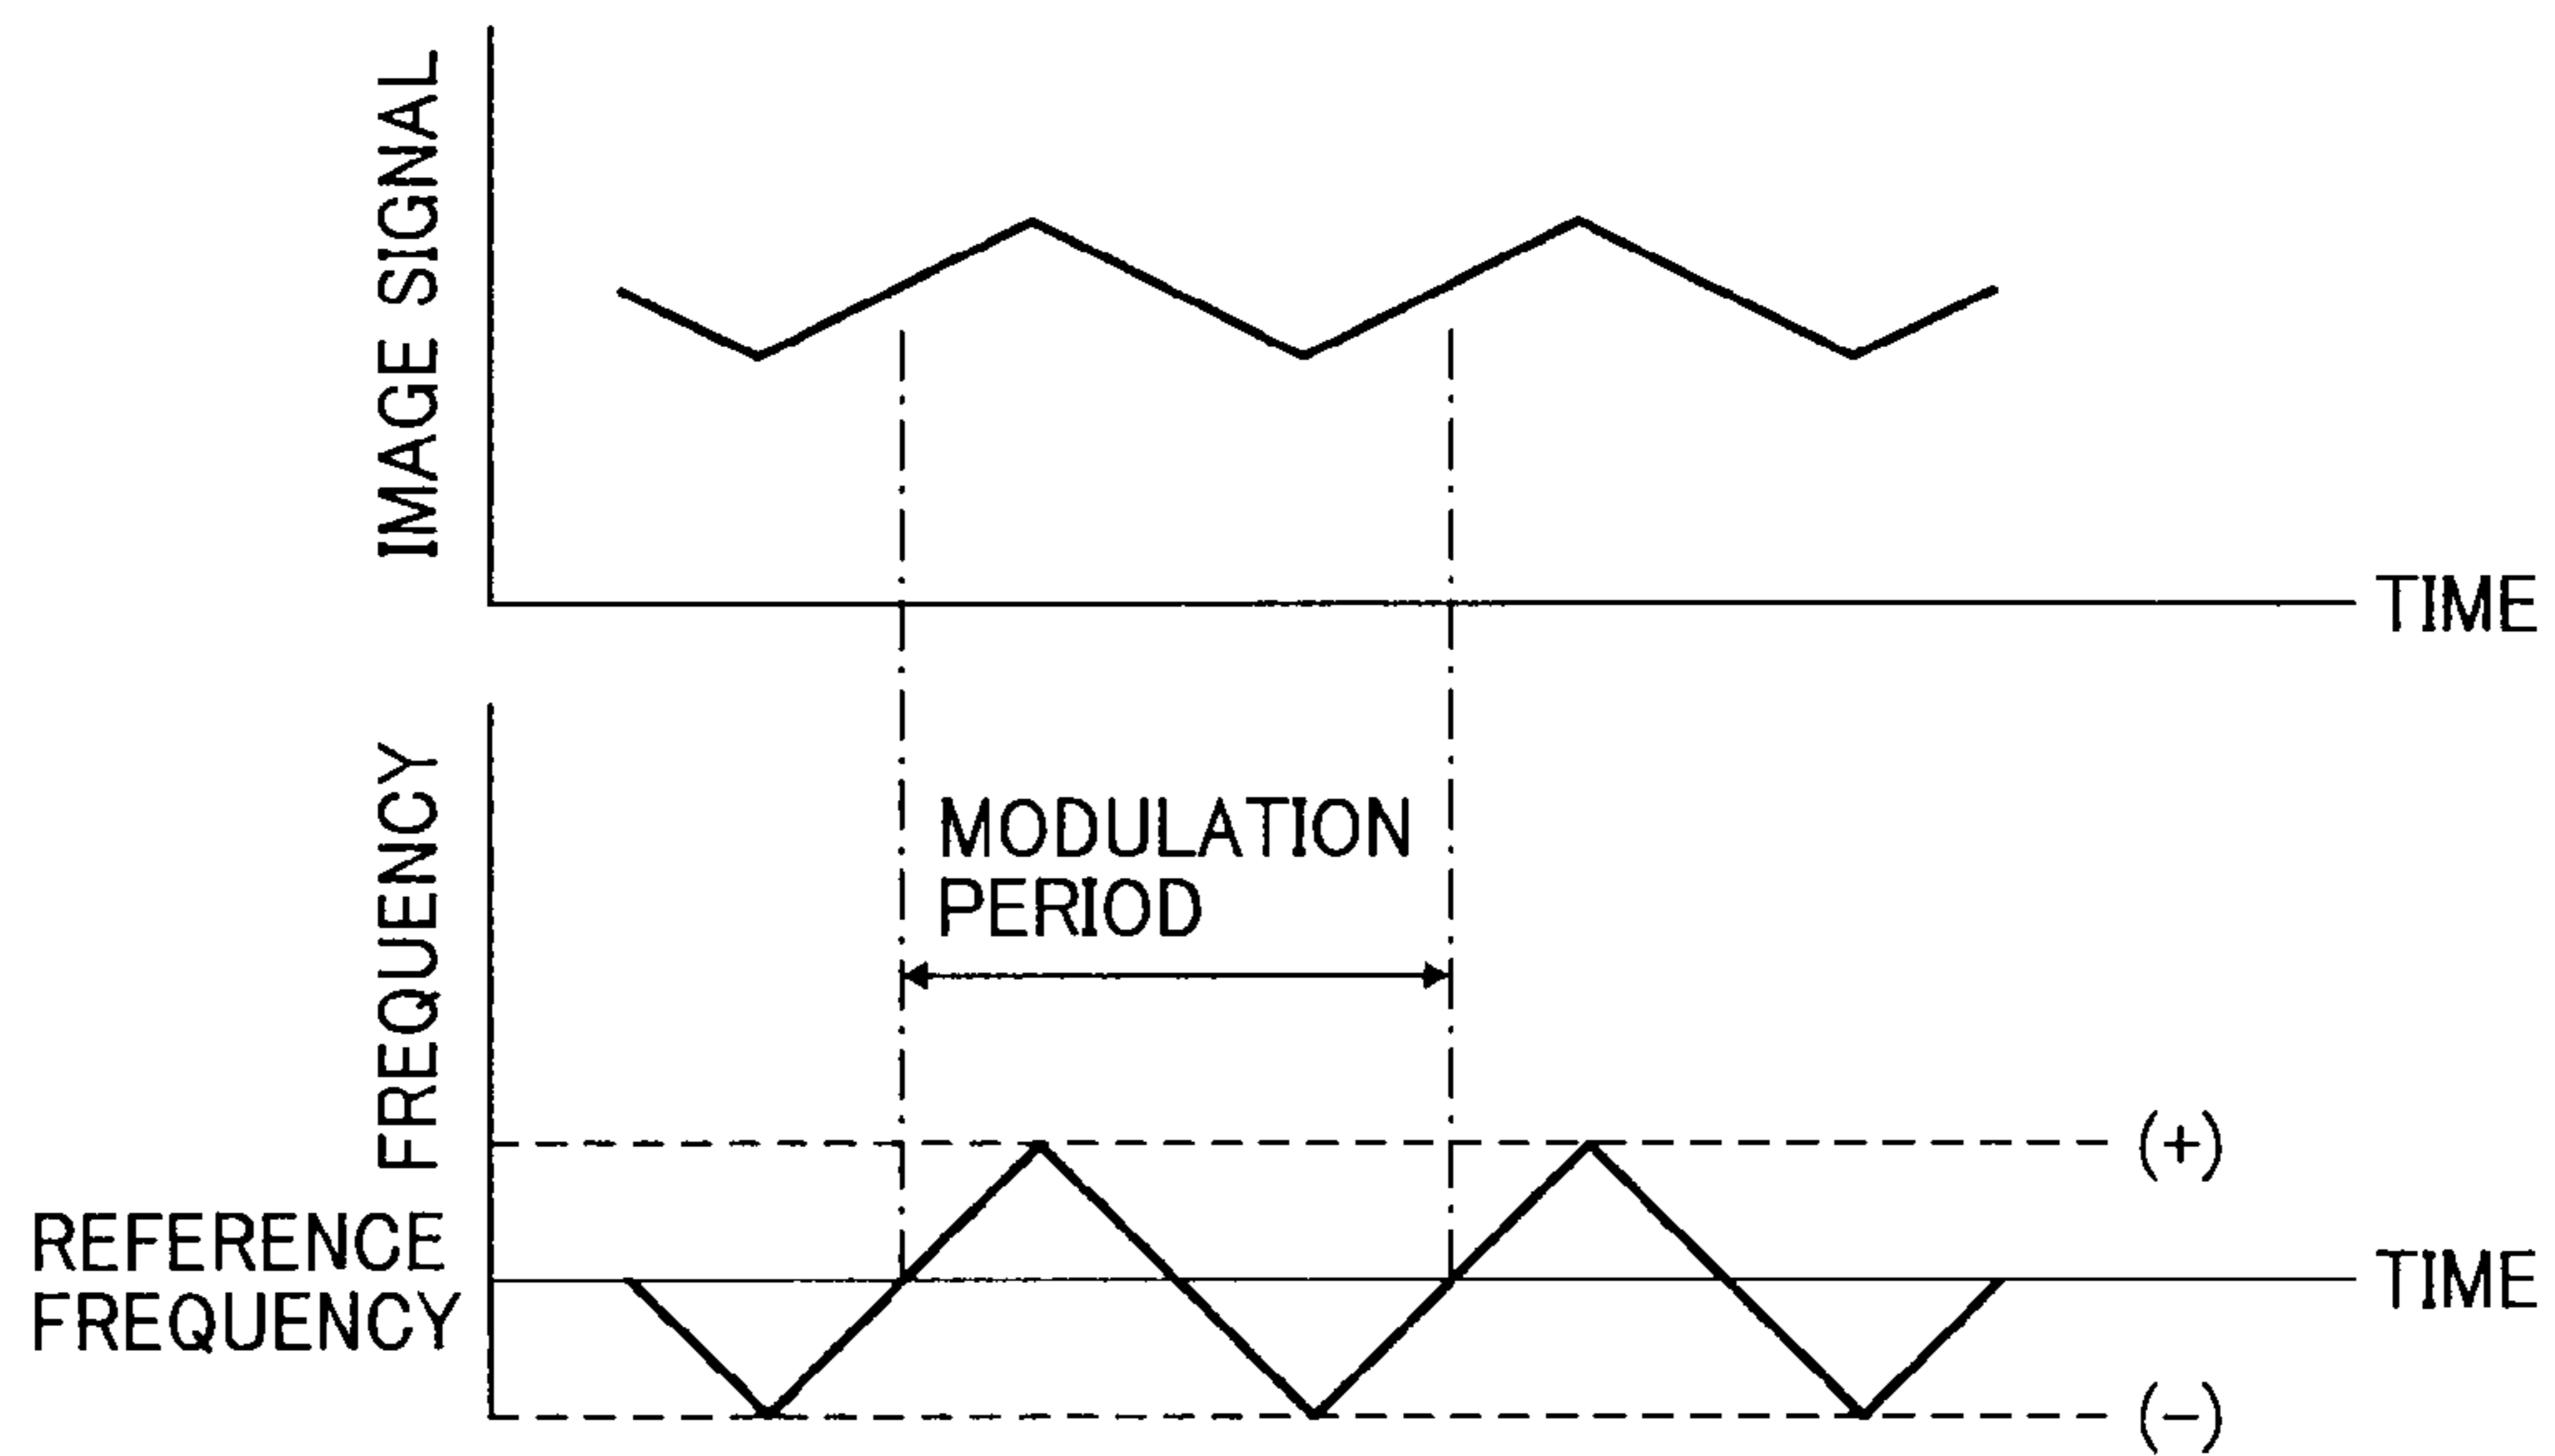 IMAGE SIGNAL
TIME
FREQUENCY
MODULATION
PERIOD
(+)
REFERENCE
FREQUENCY
TIME
(−)